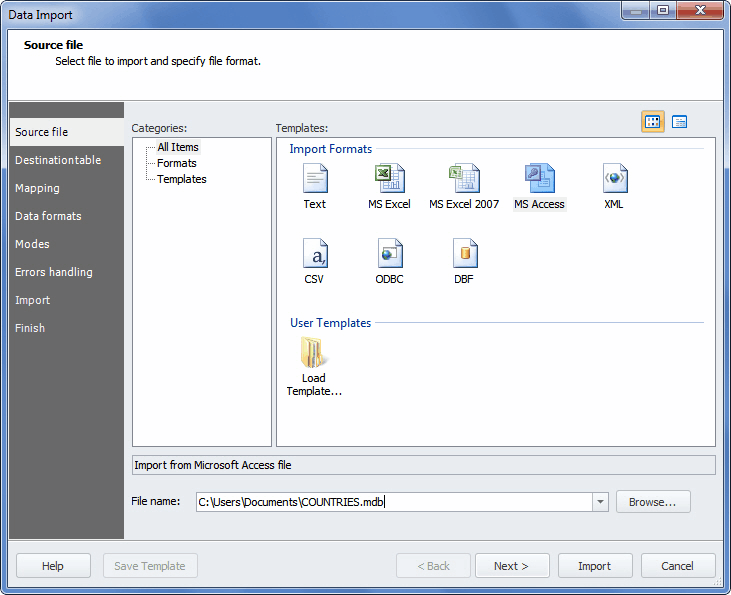 Data Import
Source file
Select file to import and specify file format.
Source file
Destinationtable
Mapping
Data formats
Modes
Errors handling
Import
Finish
Categories:
All Items
Formats
Templates
Templates:
Import Formats
Text
MS Excel
MS Excel 2007
MS Access
XML
CSV
ODBC
DBF
User Templates
Load
Template...
Import from Microsoft Access file
File name:
C:\Users\Documents\COUNTRIES.mdb
Browse...
Help
Save Template
< Back
Next >
Import
Cancel